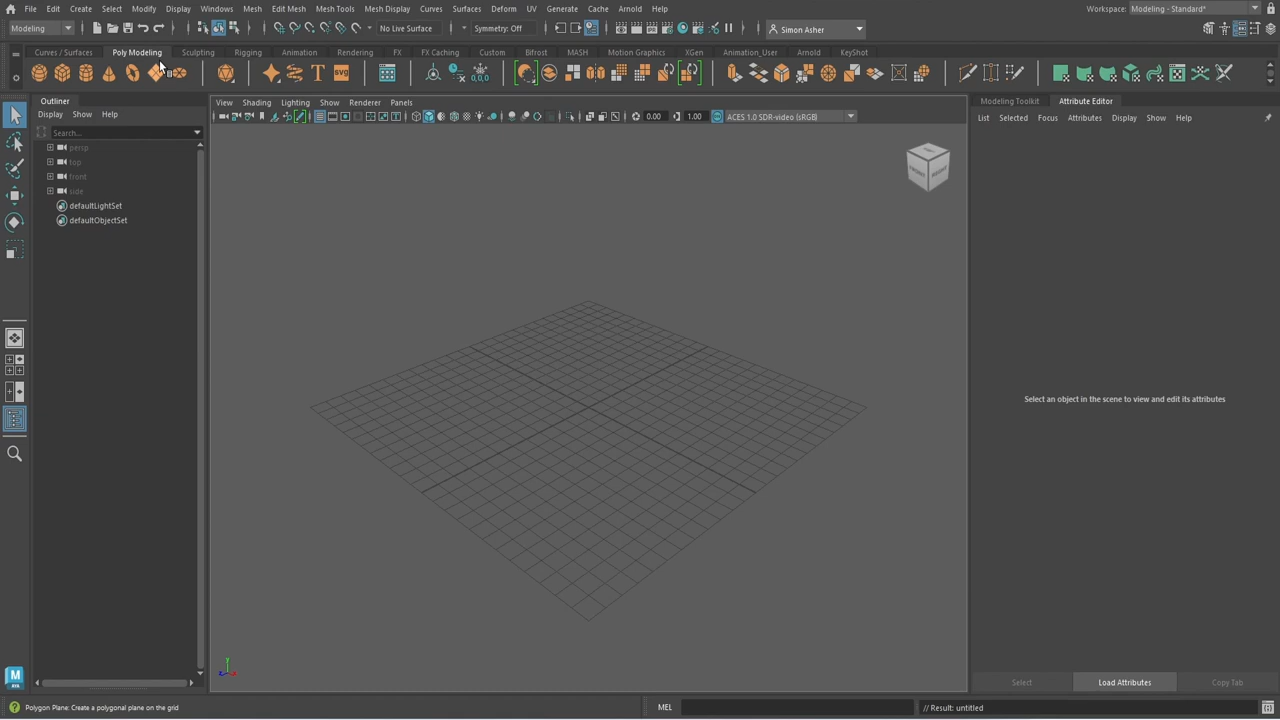 File Edit Create Select Modify Display Windows Mesh Edit Mesh Mesh Tools Mesh Display Curves Surfaces Deform UV Generate Cache Arnold Help Workspace: Modeling - Standard*
Modeling No Live Surface Symmetry: Off Simon Asher
Curves / Surfaces Poly Modeling Sculpting Rigging Animation Rendering FX FX Caching Custom Bifrost MASH Motion Graphics XGen Animation_User Arnold KeyShot
SVG 0,0,0
Outliner
Display Show Help
Search...
persp
top
front
side
defaultLightSet
defaultObjectSet
View Shading Lighting Show Renderer Panels
0.00 1.00 ACES 1.0 SDR-video (sRGB)
Modeling Toolkit Attribute Editor
List Selected Focus Attributes Display Show Help
Select an object in the scene to view and edit its attributes
Select Load Attributes Copy Tab
y
z x
M
Polygon Plane: Create a polygonal plane on the grid MEL // Result: untitled